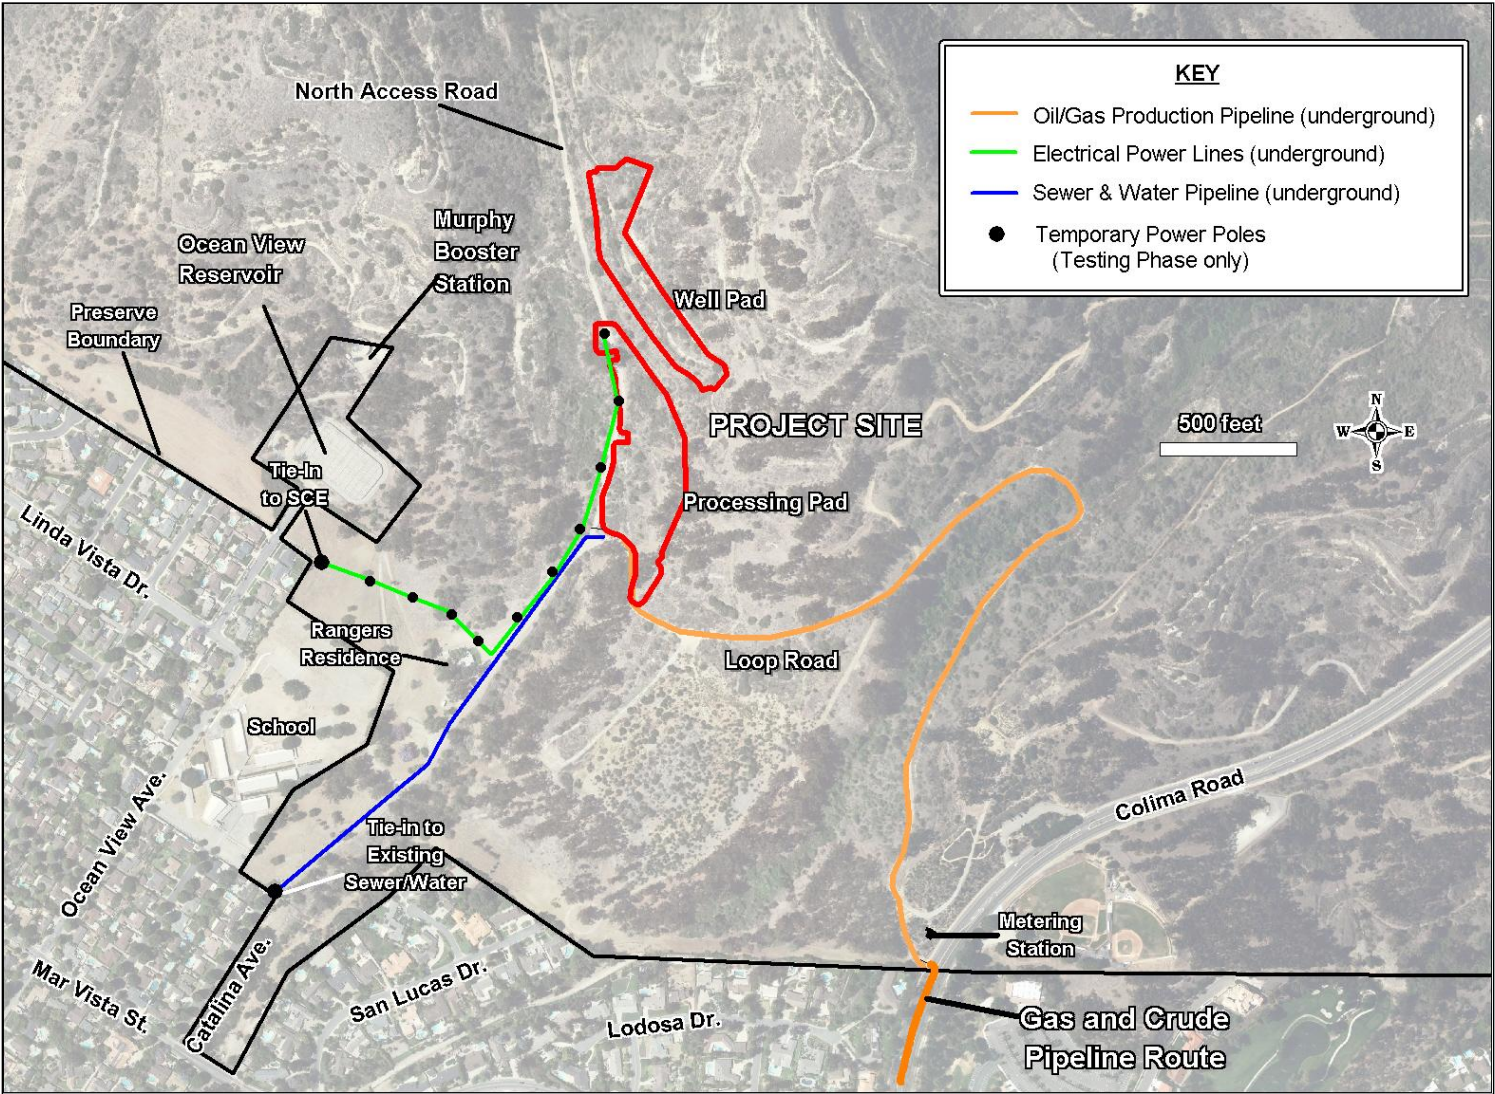 KEY
Oil/Gas Production Pipeline (underground)
Electrical Power Lines (underground)
Sewer & Water Pipeline (underground)
Temporary Power Poles
(Testing Phase only)
North Access Road
Murphy
Booster
Station
Ocean View
Reservoir
Preserve
Boundary
Well Pad
PROJECT SITE
500 feet
N
W
E
S
Tie-In
to SCE
Processing Pad
Linda Vista Dr.
Rangers
Residence
Loop Road
School
Colima Road
Ocean View Ave.
Tie-in to
Existing
Sewer/Water
Metering
Station
Catalina Ave.
Mar Vista St.
San Lucas Dr.
Lodosa Dr.
Gas and Crude
Pipeline Route